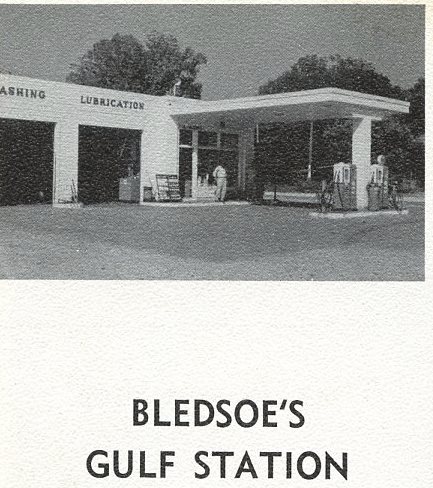 ASHING LUBRICATION
BLEDSOE'S
GULF STATION